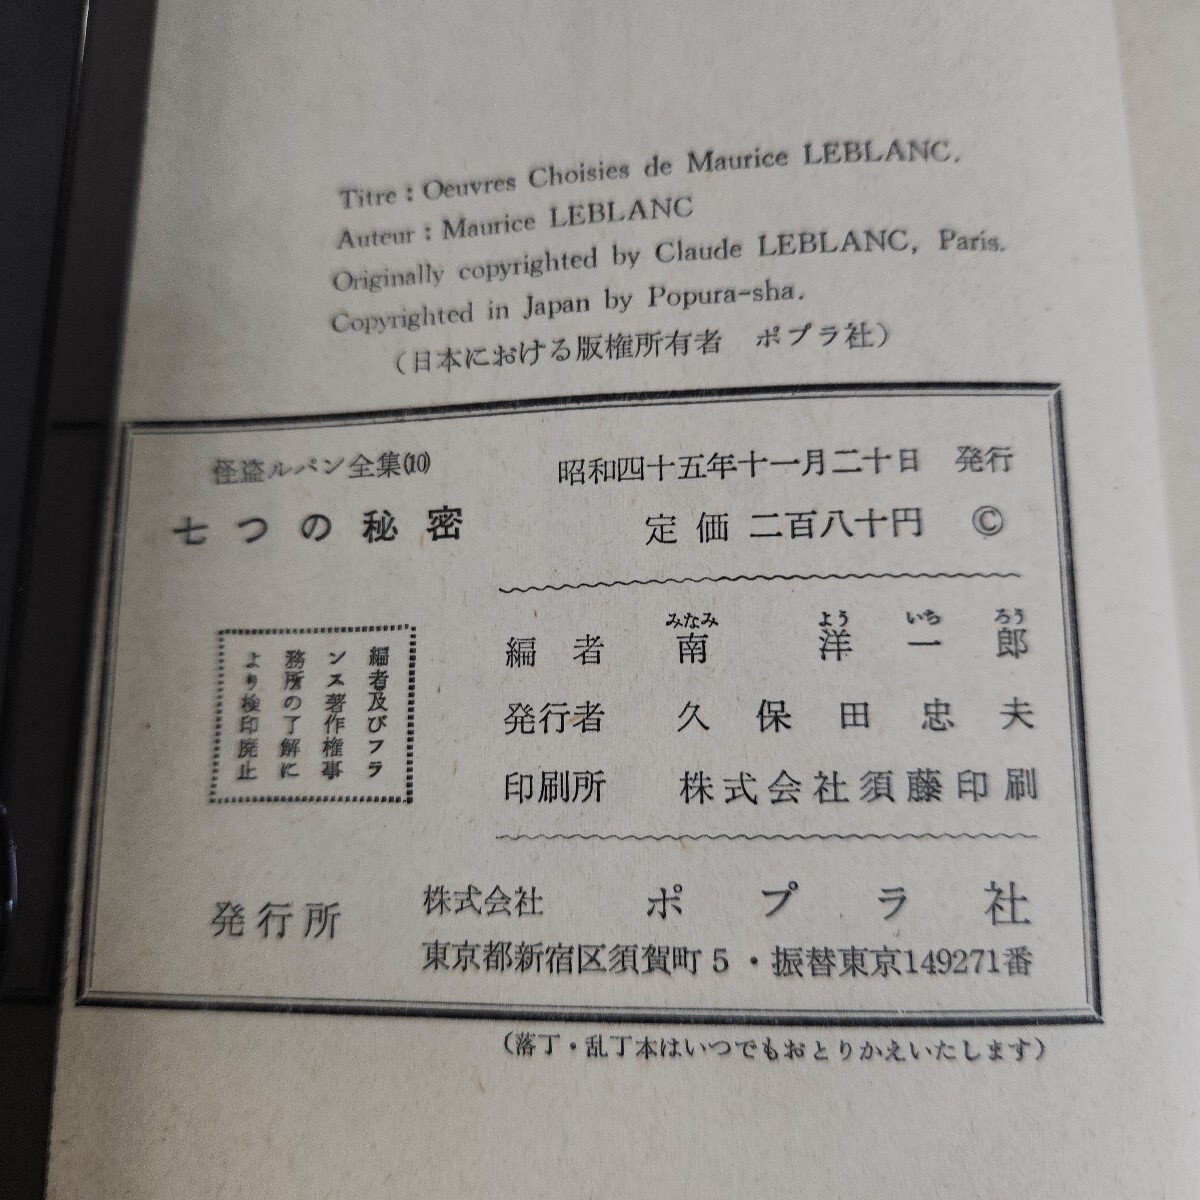 Titre : Oeuvres Choisies de Maurice LEBLANC.
Auteur : Maurice LEBLANC
Originally copyrighted by Claude LEBLANC, Paris.
Copyrighted in Japan by Popura-sha.
（日本における版権所有者　ポプラ社）
怪盗ルパン全集⑽
七つの秘密
昭和四十五年十一月二十日　発行
定価 二百八十円　©
編者及びフラ
ンス著作権事
務所の了解に
より検印廃止
みなみ　よう　いち　ろう
編者　南　洋一郎
発行者　久保田忠夫
印刷所　株式会社須藤印刷
発行所　株式会社　ポプラ社
東京都新宿区須賀町5・振替東京149271番
（落丁・乱丁本はいつでもおとりかえいたします）